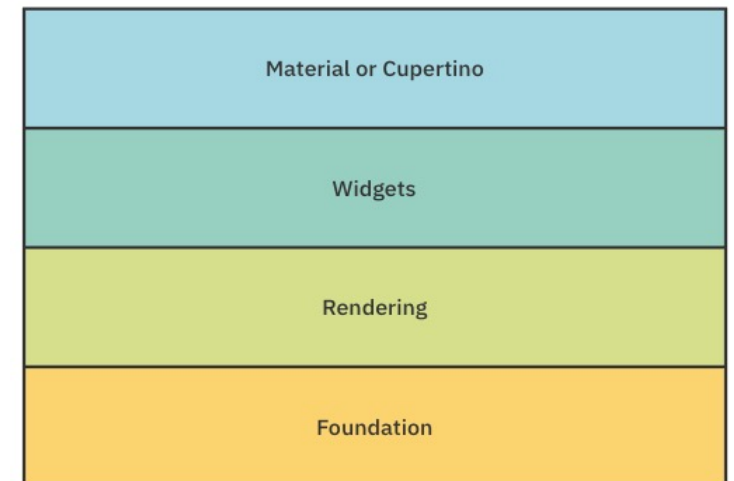 Material or Cupertino
Widgets
Rendering
Foundation